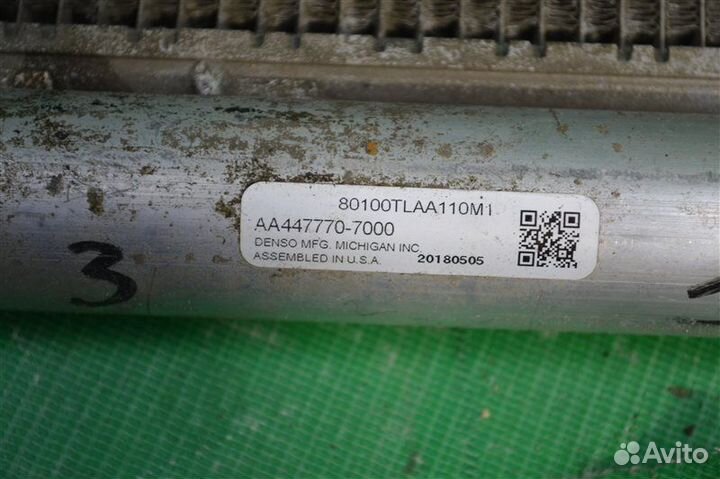 80100TLAA110M1
AA447770-7000
DENSO MFG. MICHIGAN INC.
ASSEMBLED IN U.S.A. 20180505
3
Avito